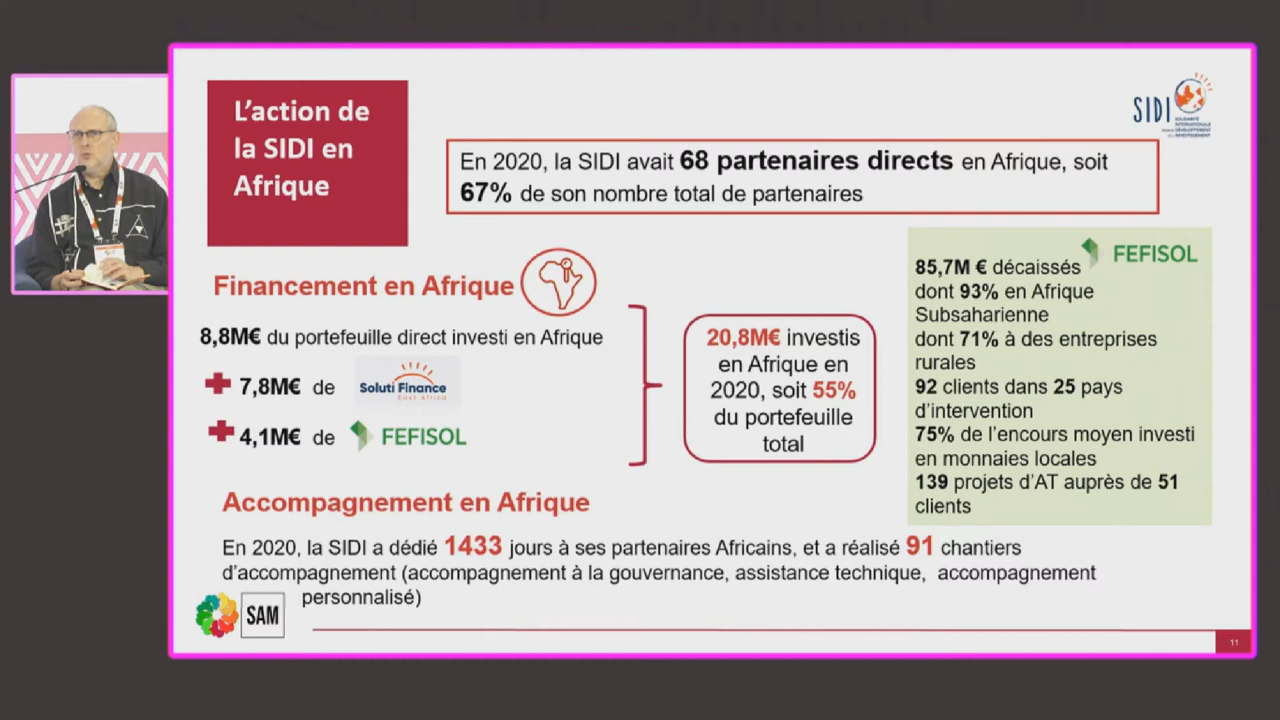 L'action de
la SIDI en
Afrique
SIDI
SOLIDARITÉ
INTERNATIONALE
En 2020, la SIDI avait 68 partenaires directs en Afrique, soit
67% de son nombre total de partenaires
Financement en Afrique
8,8M€ du portefeuille direct investi en Afrique
7,8M€ de Soluti Finance
East Africa
4,1M€ de FEFISOL
20,8M€ investis
en Afrique en
2020, soit 55%
du portefeuille
total
FEFISOL
85,7M € décaissés
dont 93% en Afrique
Subsaharienne
dont 71% à des entreprises
rurales
92 clients dans 25 pays
d'intervention
75% de l'encours moyen investi
en monnaies locales
139 projets d'AT auprès de 51
clients
Accompagnement en Afrique
En 2020, la SIDI a dédié 1433 jours à ses partenaires Africains, et a réalisé 91 chantiers
d'accompagnement (accompagnement à la gouvernance, assistance technique, accompagnement
personnalisé)
SAM
11